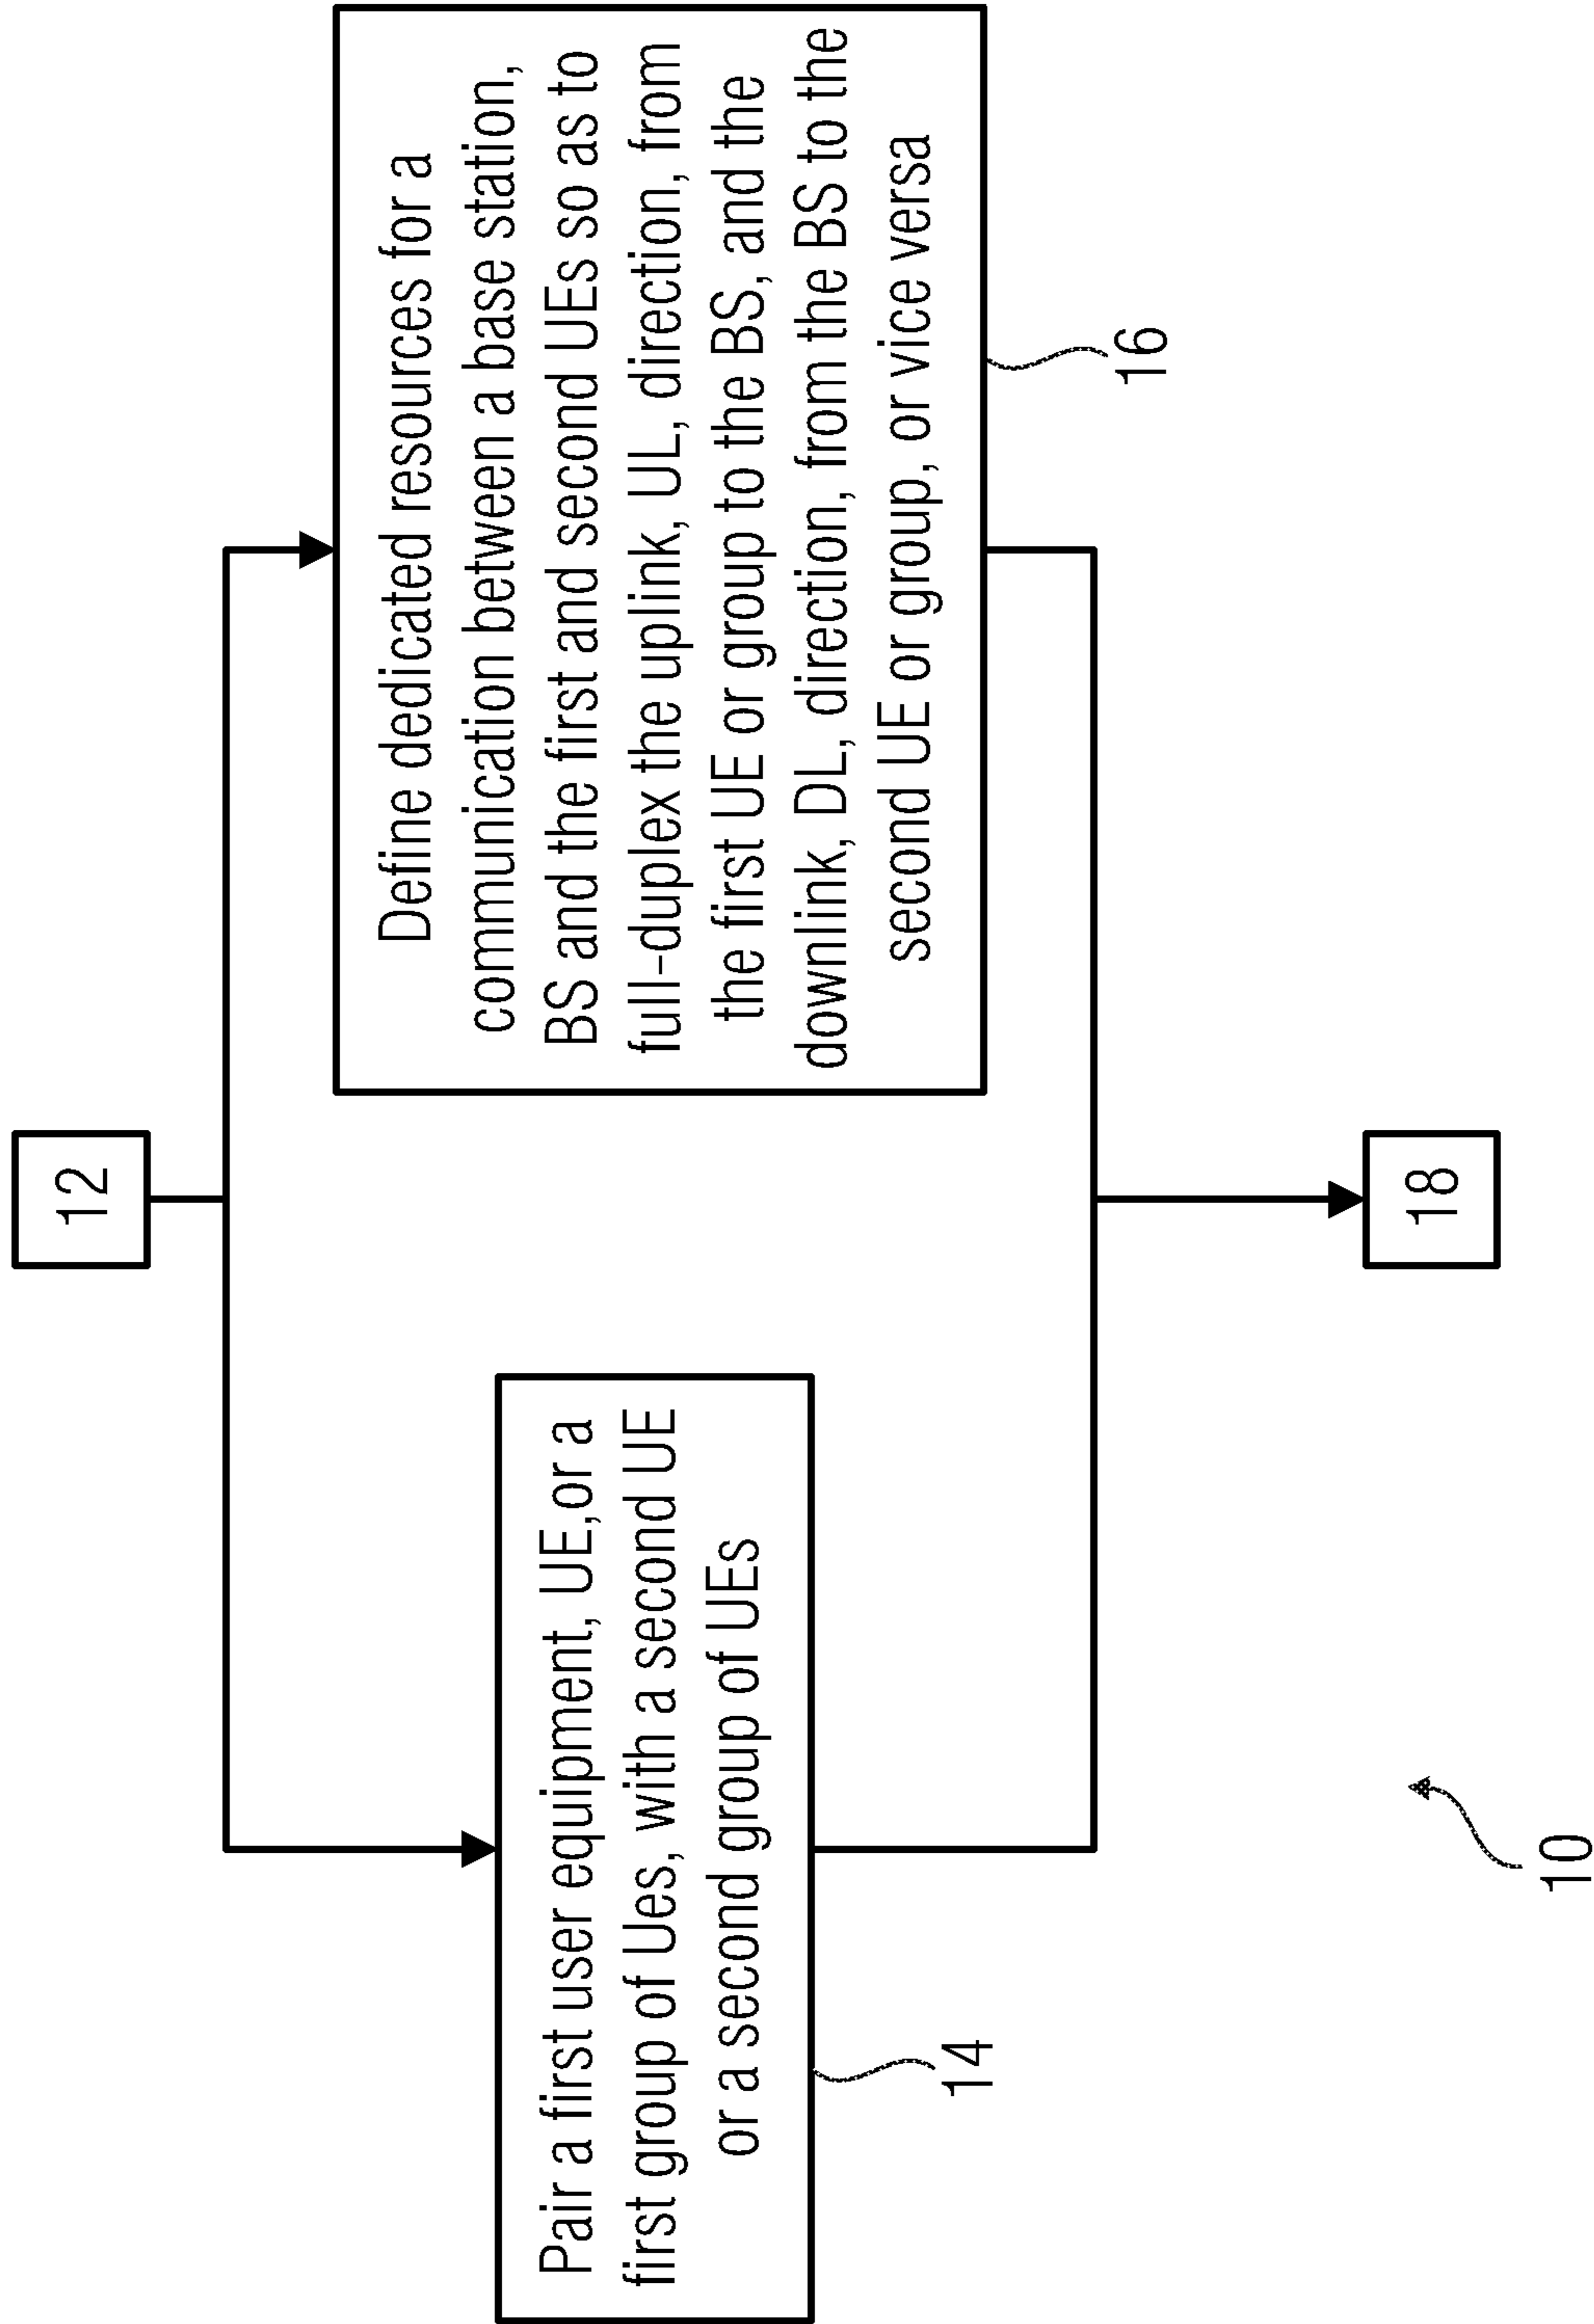 12
Pair a first user equipment, UE,or a
first group of Ues, with a second UE
or a second group of UEs
14
Define dedicated resources for a
communication between a base station,
BS and the first and second UEs so as to
full-duplex the uplink, UL, direction, from
the first UE or group to the BS, and the
downlink, DL, direction, from the BS to the
second UE or group, or vice versa
16
18
10